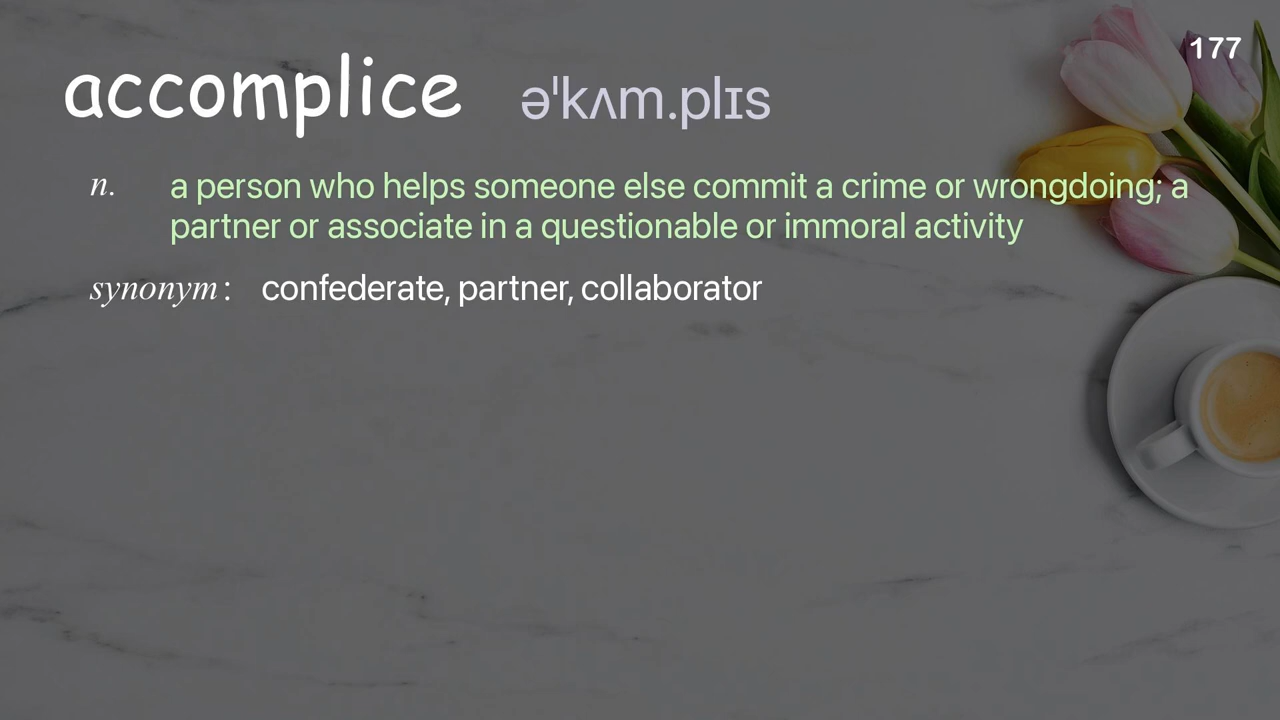 177
accomplice əˈkʌm.plɪs
n. a person who helps someone else commit a crime or wrongdoing; a
partner or associate in a questionable or immoral activity
synonym: confederate, partner, collaborator